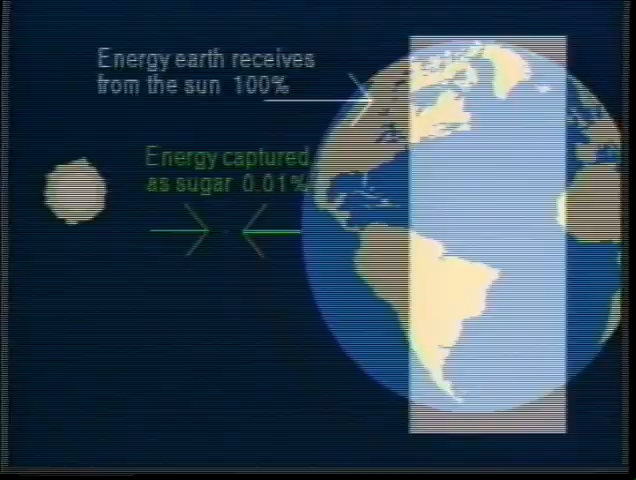 Energy earth receives
from the sun 100%
Energy captured
as sugar 0.01%